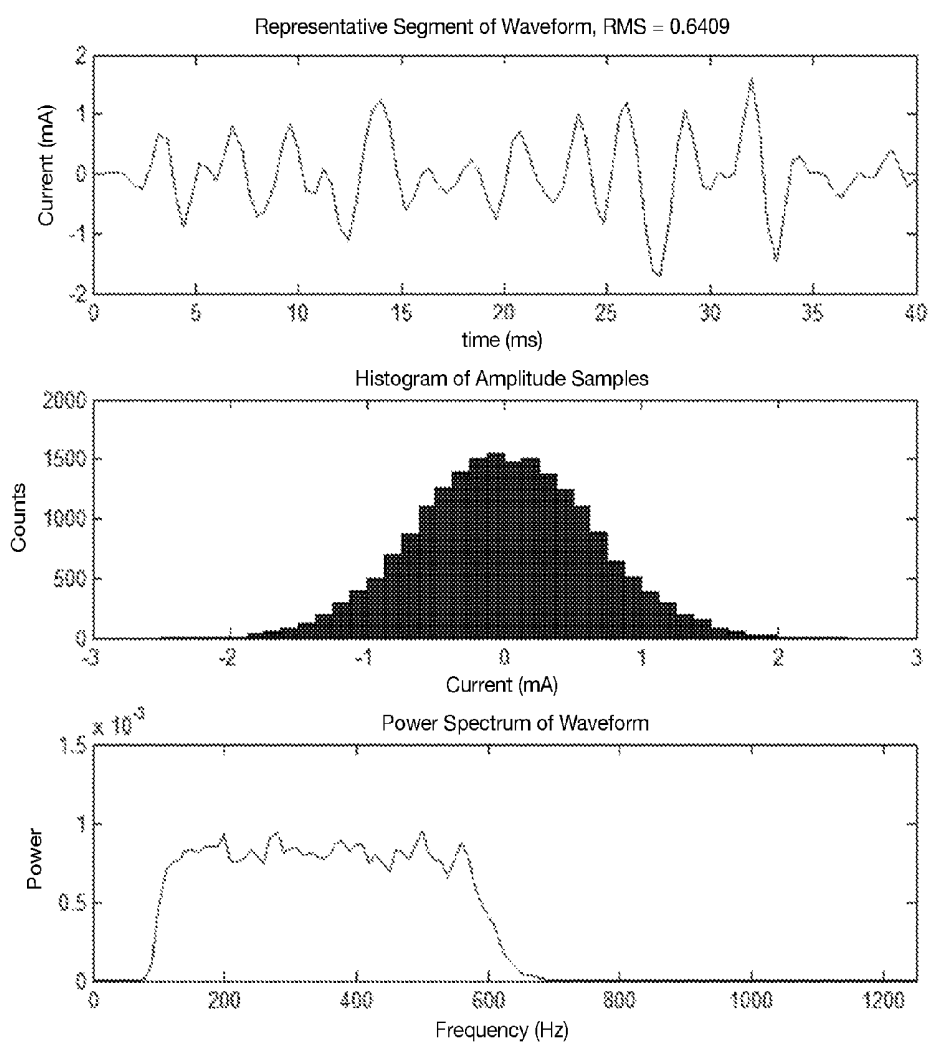 Representative Segment of Waveform, RMS = 0.6409
2
1
0
-1
-2
Current (mA)
0 5 10 15 20 25 30 35 40
time (ms)
Histogram of Amplitude Samples
2000
1500
1000
500
0
Counts
-3 -2 -1 0 1 2 3
Current (mA)
x 10^-3
Power Spectrum of Waveform
1.5
1
0.5
0
Power
0 200 400 600 800 1000 1200
Frequency (Hz)